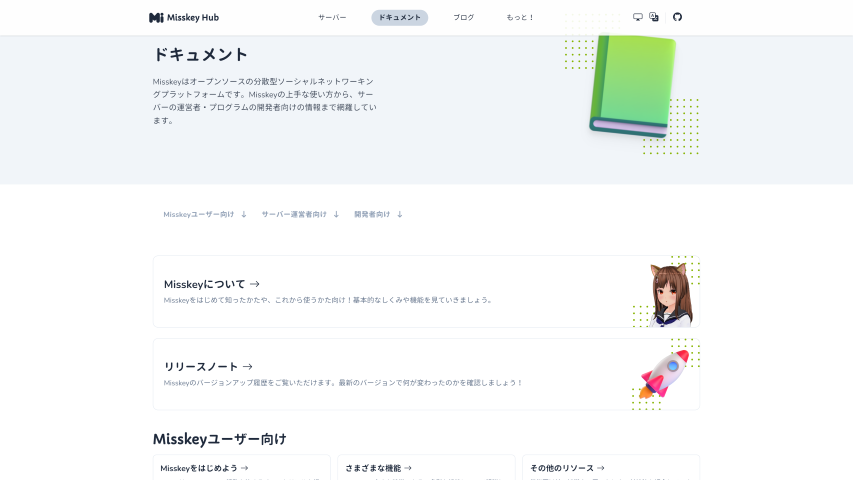 Misskey Hub
サーバー
ドキュメント
ブログ
もっと！
ドキュメント
Misskeyはオープンソースの分散型ソーシャルネットワーキン
グプラットフォームです。Misskeyの上手な使い方から、サー
バーの運営者・プログラムの開発者向けの情報まで網羅してい
ます。
Misskeyユーザー向け ↓
サーバー運営者向け ↓
開発者向け ↓
Misskeyについて →
Misskeyをはじめて知ったかたや、これから使うかた向け！基本的なしくみや機能を見ていきましょう。
リリースノート →
Misskeyのバージョンアップ履歴をご覧いただけます。最新のバージョンで何が変わったのかを確認しましょう！
Misskeyユーザー向け
Misskeyをはじめよう →
さまざまな機能 →
その他のリソース →